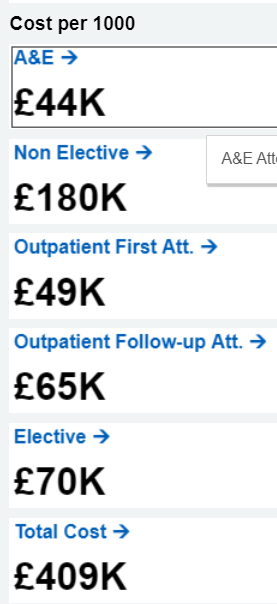 Cost per 1000
A&E →
£44K
A&E
Non Elective →
£180K
Outpatient First Att. →
£49K
Outpatient Follow-up Att. →
£65K
Elective →
£70K
Total Cost →
£409K